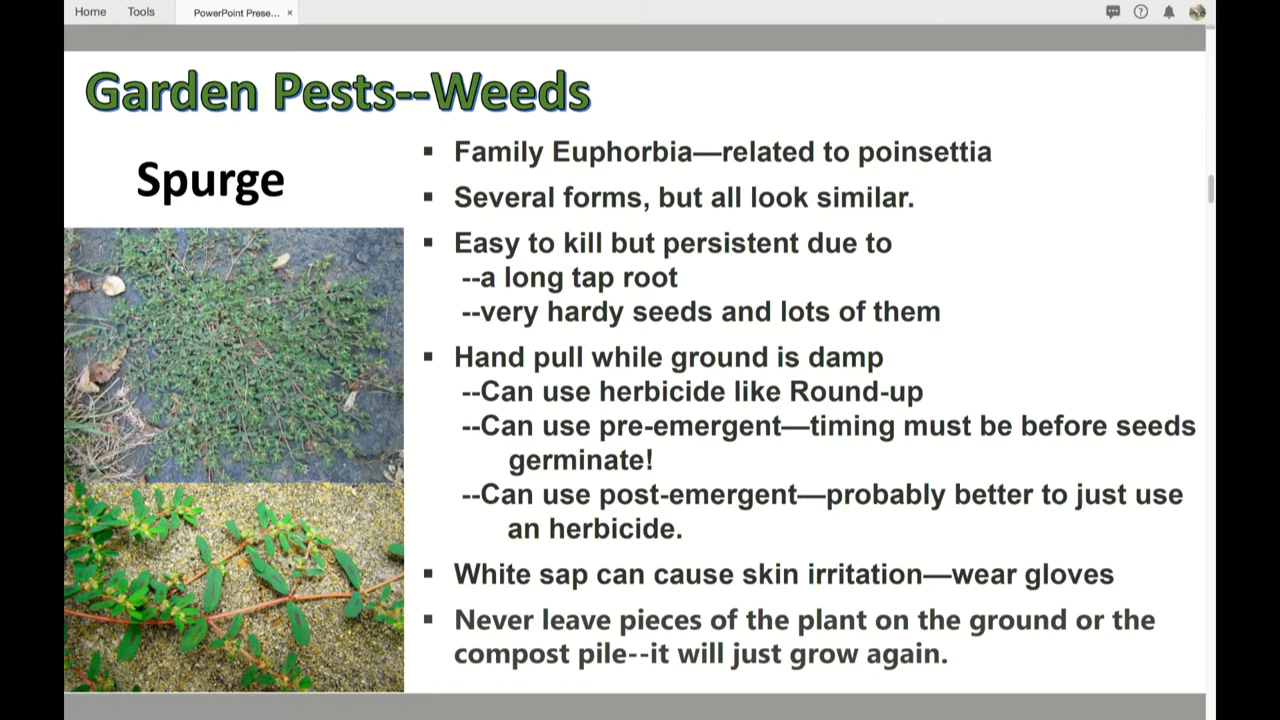 Home Tools PowerPoint Prese... ×
Garden Pests--Weeds
Spurge
▪ Family Euphorbia—related to poinsettia
▪ Several forms, but all look similar.
▪ Easy to kill but persistent due to
--a long tap root
--very hardy seeds and lots of them
▪ Hand pull while ground is damp
--Can use herbicide like Round-up
--Can use pre-emergent—timing must be before seeds
germinate!
--Can use post-emergent—probably better to just use
an herbicide.
▪ White sap can cause skin irritation—wear gloves
▪ Never leave pieces of the plant on the ground or the
compost pile--it will just grow again.